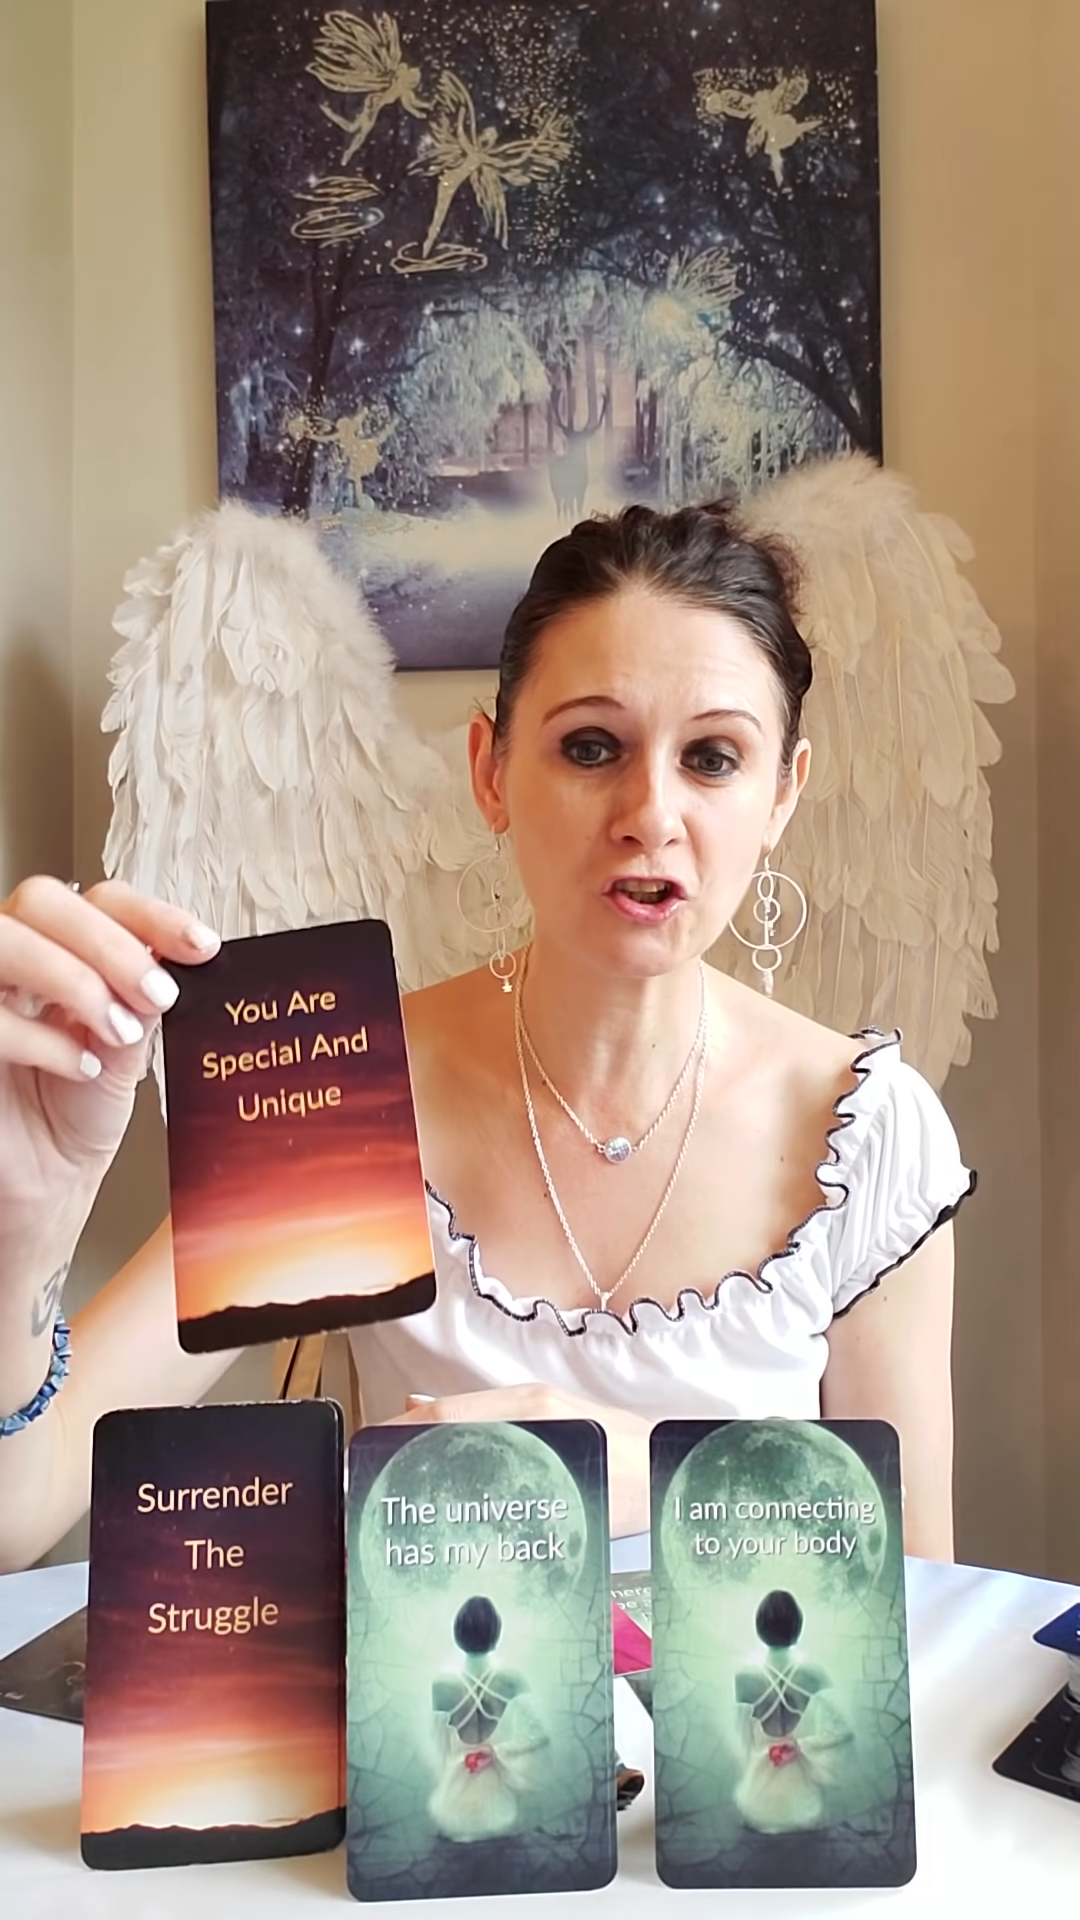 You Are
Special And
Unique
Surrender
The
Struggle
The universe
has my back
I am connecting
to your body